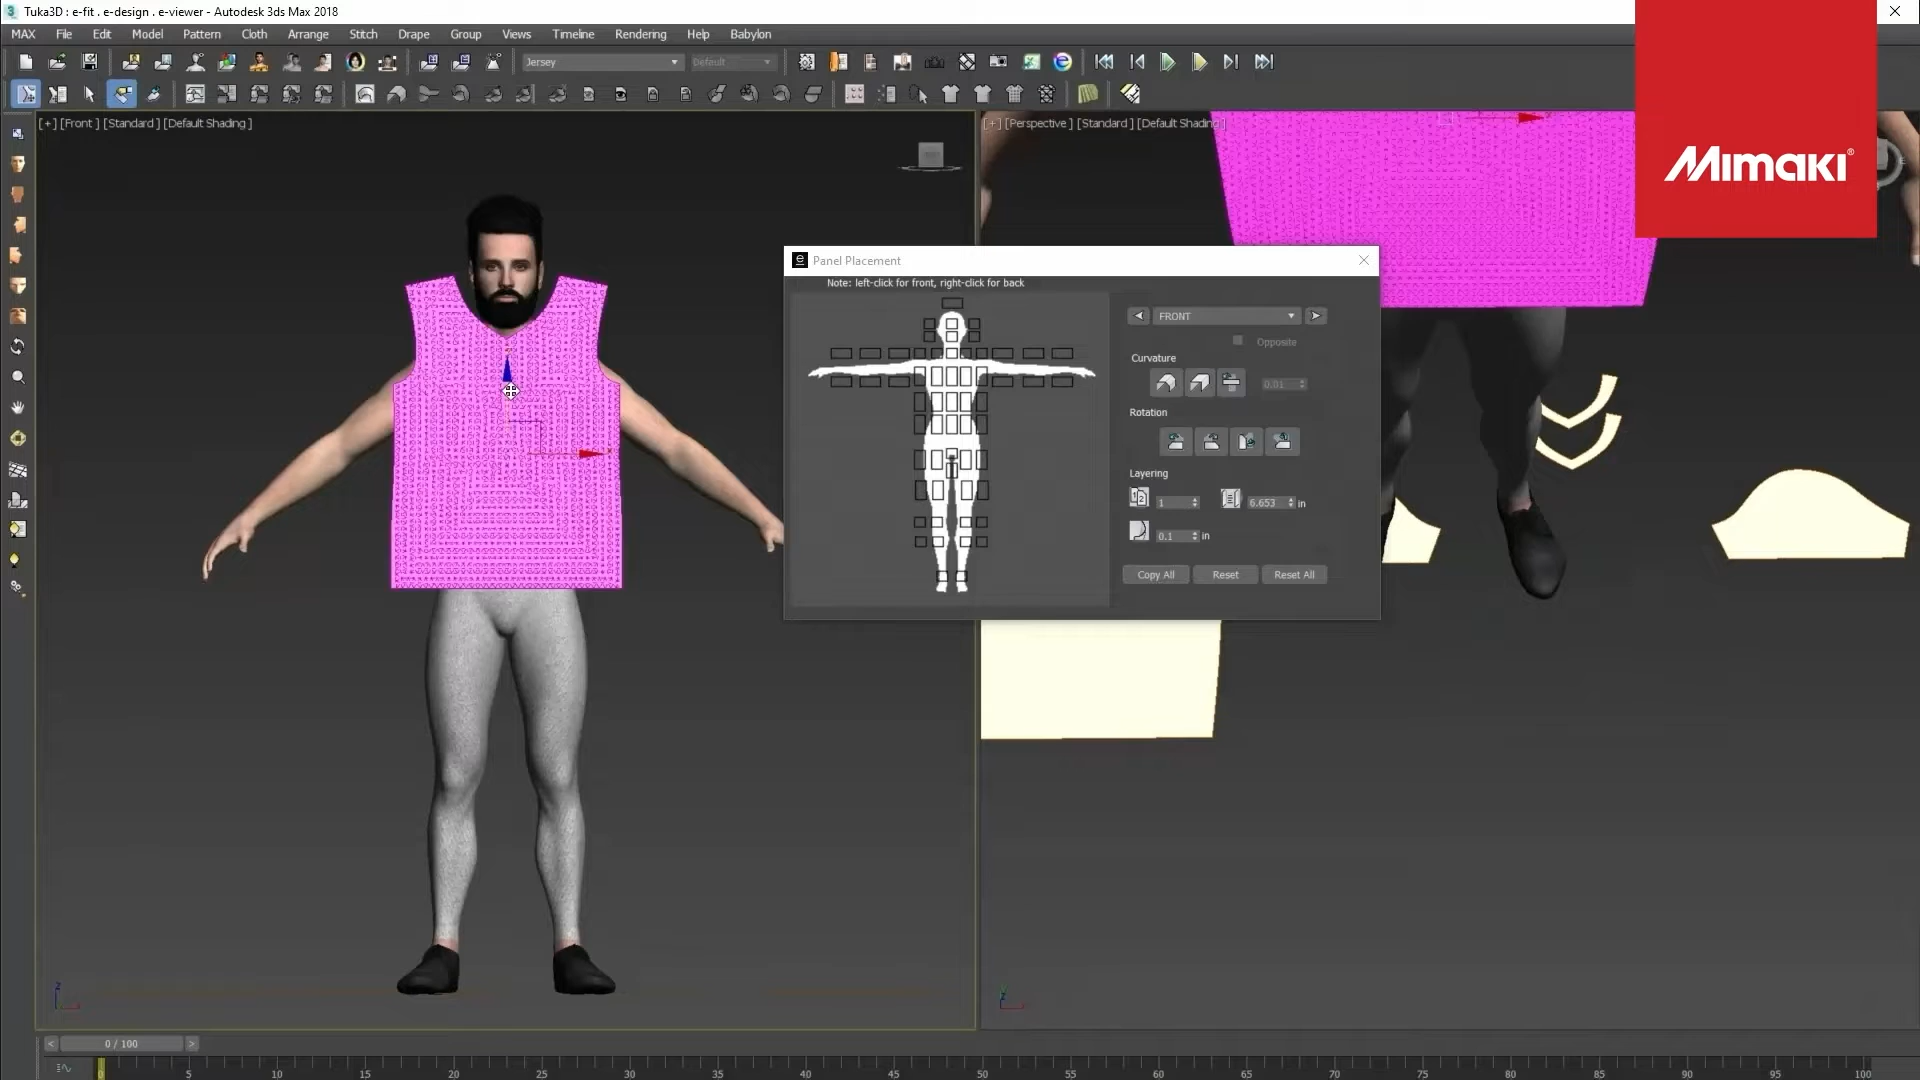 Tuka3D : e-fit . e-design . e-viewer - Autodesk 3ds Max 2018
MAX File Edit Model Pattern Cloth Arrange Stitch Drape Group Views Timeline Rendering Help Babylon
Jersey
Default
[+] [Front ] [Standard ] [Default Shading ]
[+] [Perspective ] [Standard ] [Default Shading ]
Mimaki®
Panel Placement
Note: left-click for front, right-click for back
FRONT
Opposite
Curvature
0.01
Rotation
Layering
1
6.653 in
0.1 in
Copy All Reset Reset All
z
z
< 0 / 100 >
0 5 10 15 20 25 30 35 40 45 50 55 60 65 70 75 80 85 90 95 100